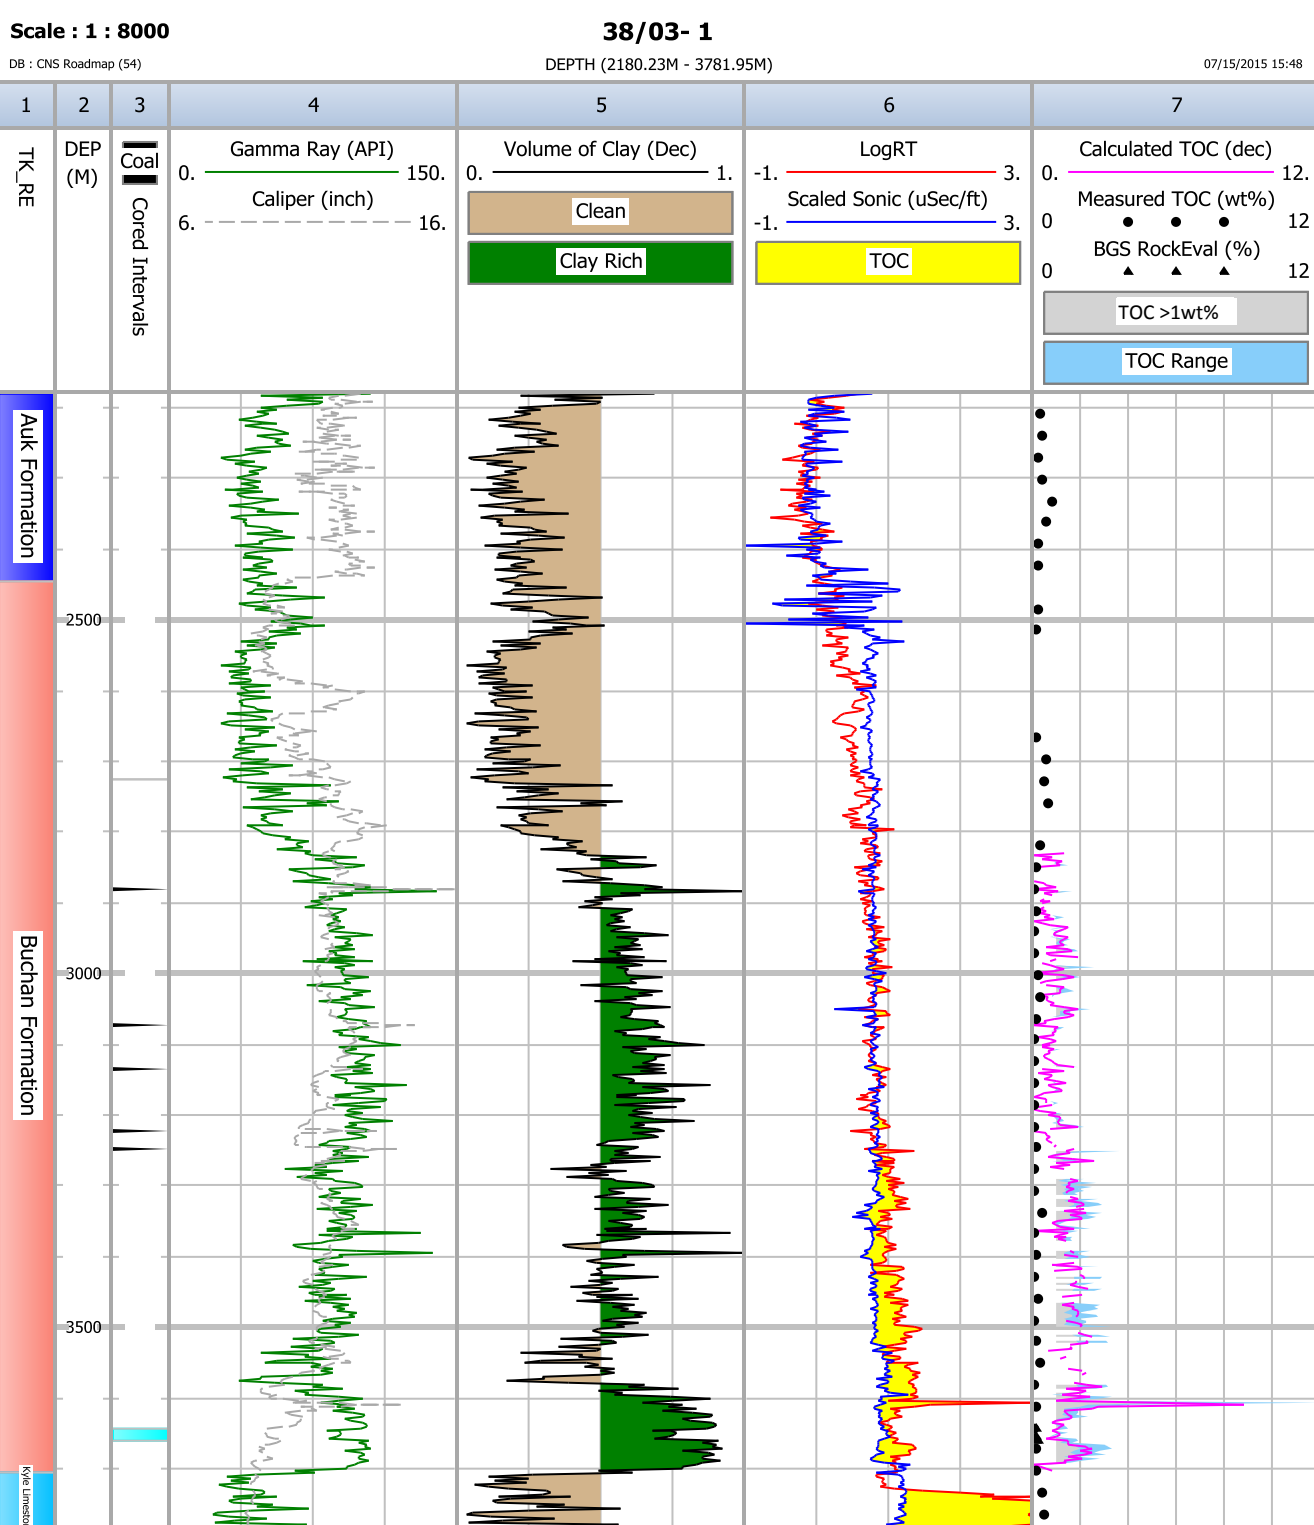 Scale : 1 : 8000
38/03- 1
DB : CNS Roadmap (54)
DEPTH (2180.23M - 3781.95M)
07/15/2015 15:48
1 2 3 4 5 6 7
TK_RE
DEP
(M)
Coal
Cored Intervals
Gamma Ray (API)
0. 150.
Caliper (inch)
6. 16.
Volume of Clay (Dec)
0. 1.
Clean
Clay Rich
LogRT
-1. 3.
Scaled Sonic (uSec/ft)
-1. 3.
TOC
Calculated TOC (dec)
0. 12.
Measured TOC (wt%)
0 12
BGS RockEval (%)
0 12
TOC >1wt%
TOC Range
Auk Formation
2500
Buchan Formation
3000
3500
Kyle Limesto